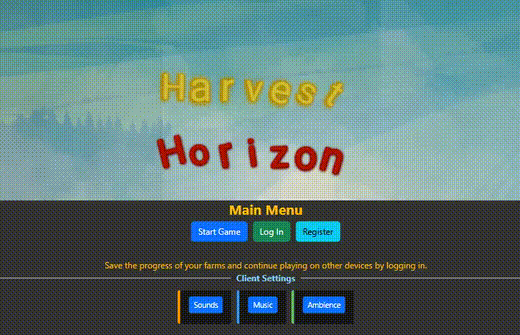 Harvest
Horizon
Main Menu
Start Game Log In Register
Save the progress of your farms and continue playing on other devices by logging in.
Client Settings
Sounds Music Ambience